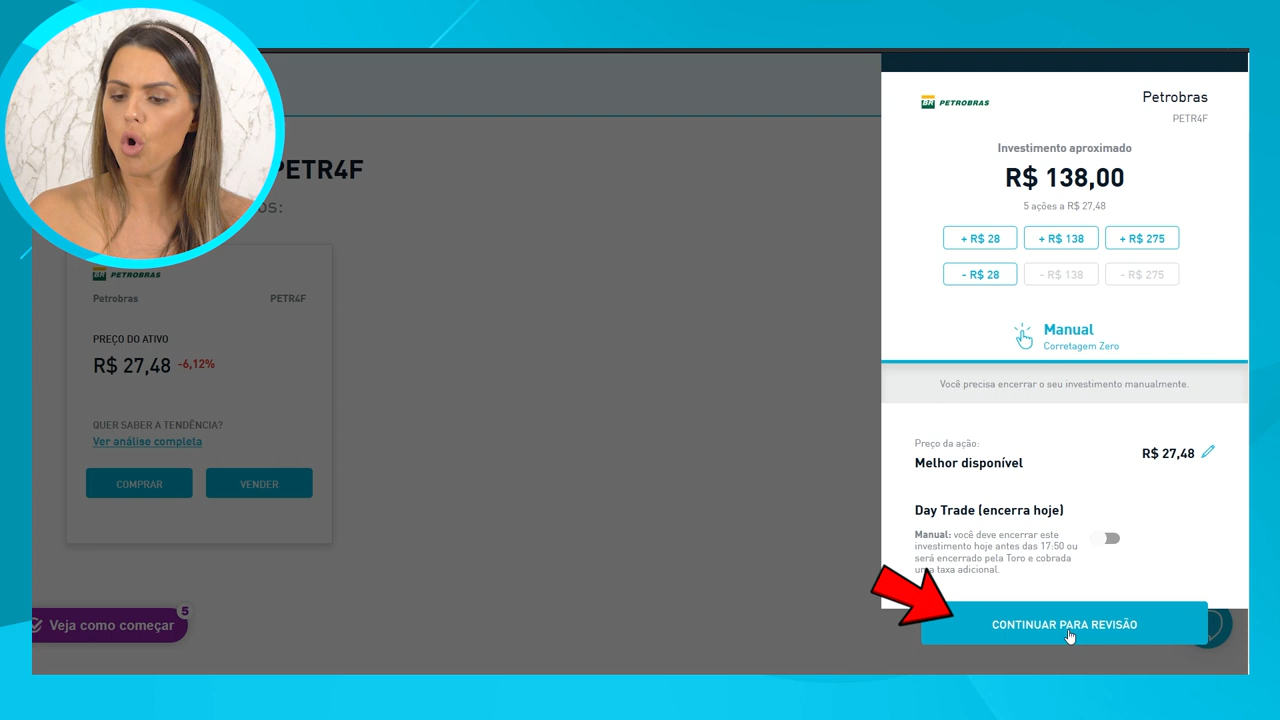 PETR4F
os:
PETROBRAS
Petrobras
PETR4F
PREÇO DO ATIVO
R$ 27,48 -6,12%
QUER SABER A TENDÊNCIA?
Ver análise completa
COMPRAR
VENDER
5
Veja como começar
BR PETROBRAS
Petrobras
PETR4F
Investimento aproximado
R$ 138,00
5 ações a R$ 27,48
+ R$ 28
+ R$ 138
+ R$ 275
- R$ 28
- R$ 138
- R$ 275
Manual
Corretagem Zero
Você precisa encerrar o seu investimento manualmente.
Preço da ação:
Melhor disponível
R$ 27,48
Day Trade (encerra hoje)
Manual: você deve encerrar este
investimento hoje antes das 17:50 ou
será encerrado pela Toro e cobrada
uma taxa adicional.
CONTINUAR PARA REVISÃO